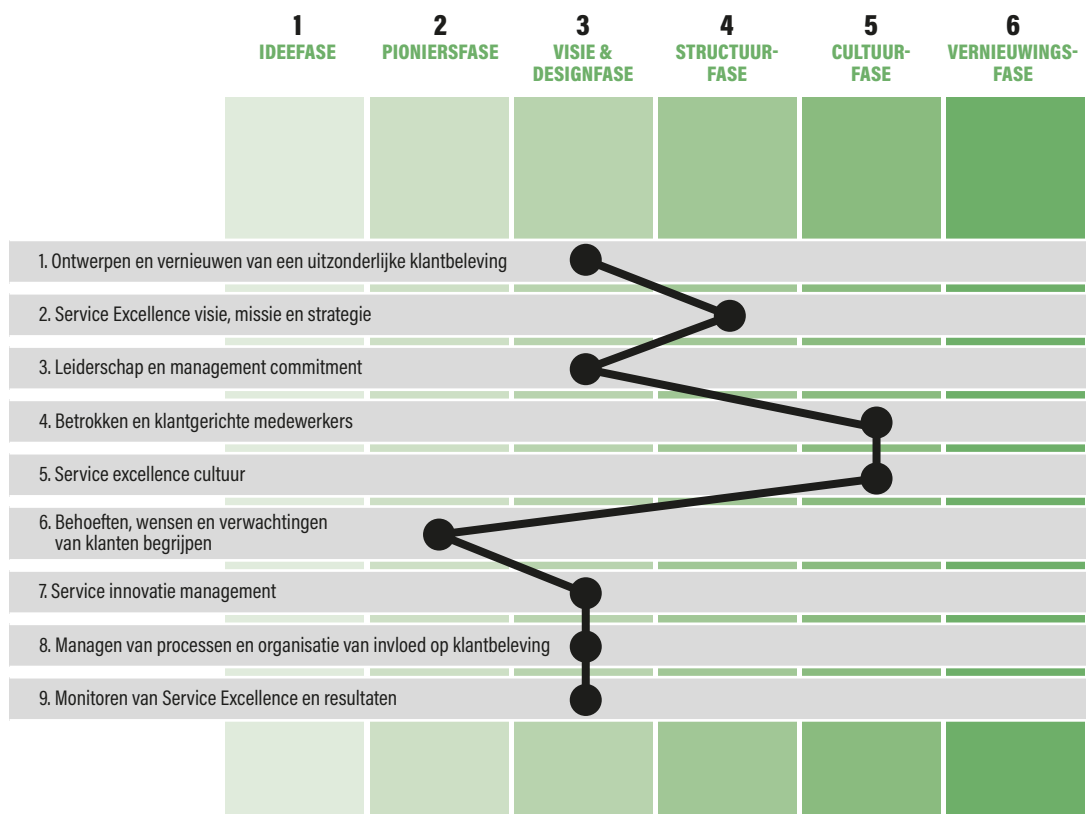 1
IDEEFASE
2
PIONIERSFASE
3
VISIE &
DESIGNFASE
4
STRUCTUUR-
FASE
5
CULTUUR-
FASE
6
VERNIEUWINGS-
FASE
1. Ontwerpen en vernieuwen van een uitzonderlijke klantbeleving
2. Service Excellence visie, missie en strategie
3. Leiderschap en management commitment
4. Betrokken en klantgerichte medewerkers
5. Service excellence cultuur
6. Behoeften, wensen en verwachtingen
van klanten begrijpen
7. Service innovatie management
8. Managen van processen en organisatie van invloed op klantbeleving
9. Monitoren van Service Excellence en resultaten